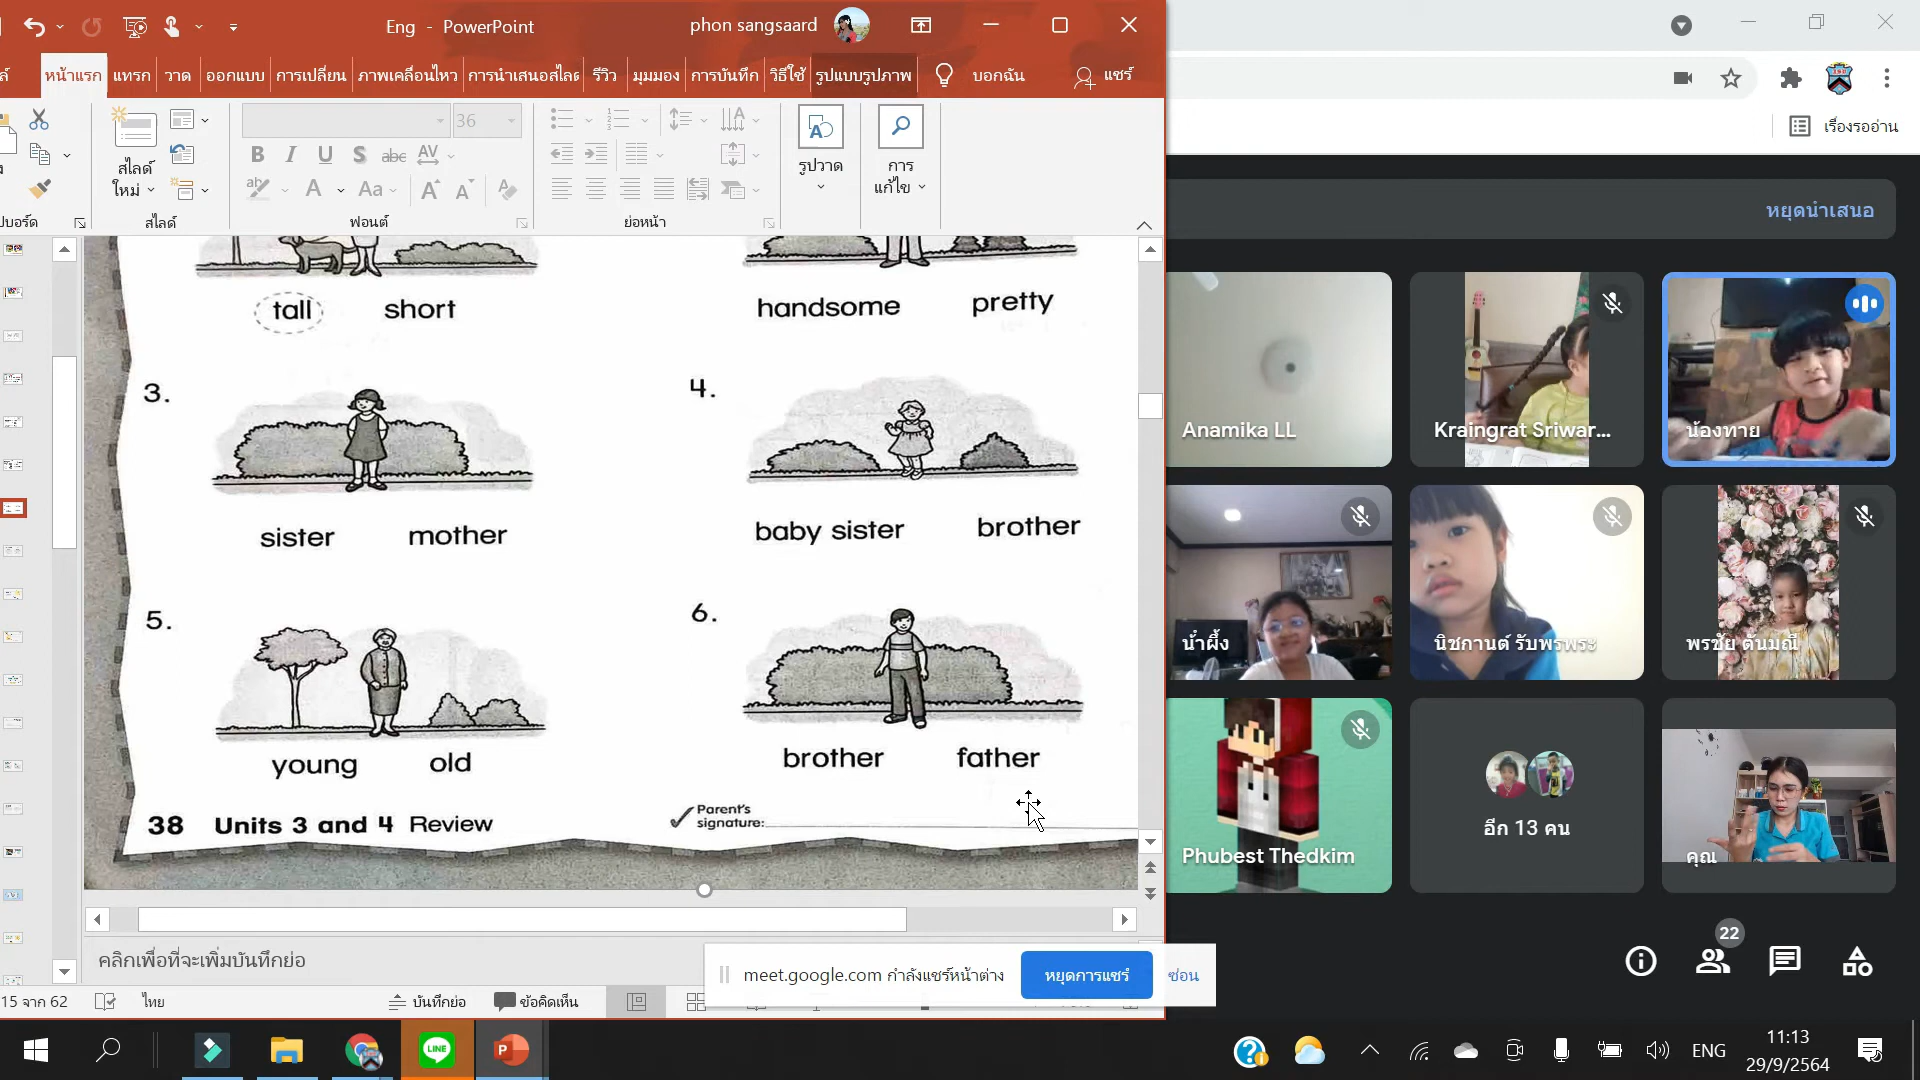 Eng - PowerPoint
phon sangsaard
หน้าแรก
แทรก
วาด
ออกแบบ
การเปลี่ยน
ภาพเคลื่อนไหว
การนำเสนอสไลด์
รีวิว
มุมมอง
การบันทึก
วิธีใช้
รูปแบบรูปภาพ
บอกฉัน
แชร์
36
สไลด์
ใหม่
รูปวาด
การ
แก้ไข
สไลด์
ฟอนต์
ย่อหน้า
tall short
handsome pretty
3.
4.
sister mother
baby sister brother
5.
6.
young old
brother father
38 Units 3 and 4 Review
Parent's
signature:
คลิกเพื่อที่จะเพิ่มบันทึกย่อ
15 จาก 62
ไทย
บันทึกย่อ
ข้อคิดเห็น
meet.google.com กำลังแชร์หน้าต่าง
หยุดการแชร์
ซ่อน
เรื่องรออ่าน
หยุดนำเสนอ
Anamika LL
Kraingrat Sriwar...
น้องทาย
น้ำผึ้ง
นิชกานต์ รับพรพระ
พรชัย ตันมณี
Phubest Thedkim
อีก 13 คน
คุณ
22
LINE
ENG
11:13
29/9/2564